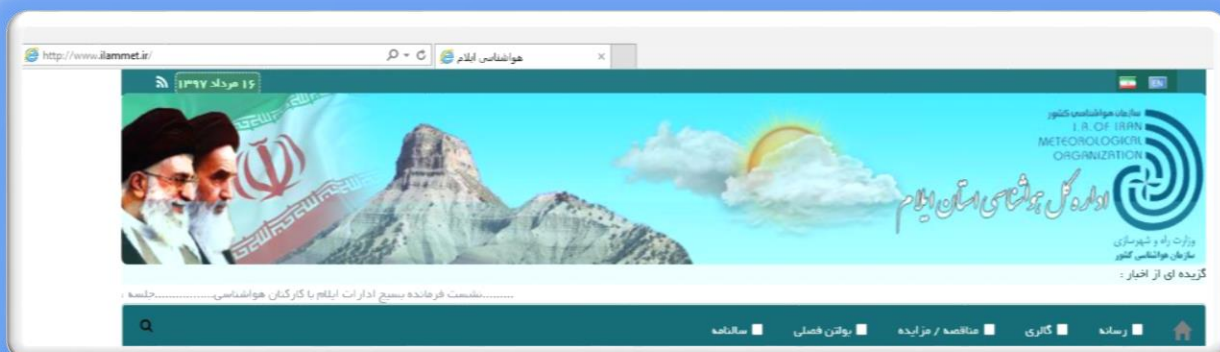 http://www.ilammet.ir/
هواشناسی ایلام
۱۶ مرداد ۱۳۹۷
EN
سازمان هواشناسی کشور
I.R. OF IRAN
METEOROLOGICAL
ORGANIZATION
اداره کل هواشناسی استان ایلام
وزارت راه و شهرسازی
سازمان هواشناسی کشور
گزیده ای از اخبار :
.........نشست فرمانده بسیج ادارات ایلام با کارکنان هواشناسی..................جلسه
رسانه گالری مناقصه / مزایده بولتن فصلی سالنامه